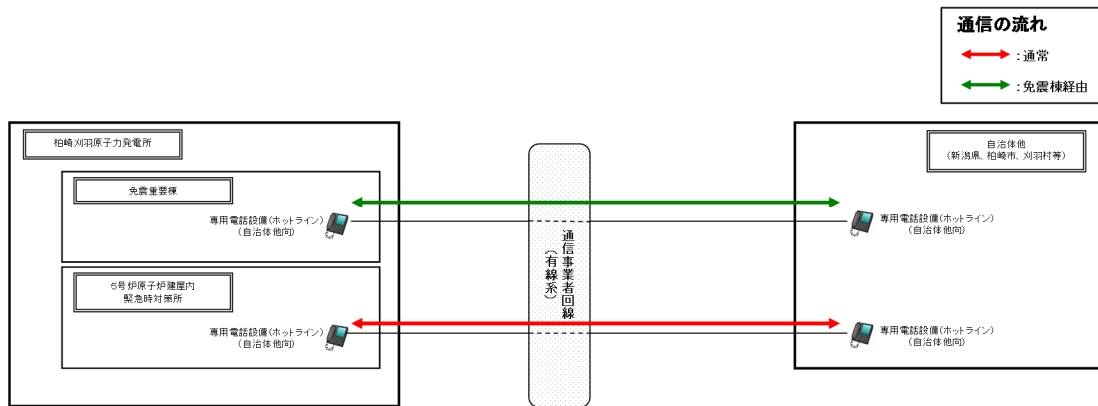 通信の流れ
：通常
：免震棟経由
柏崎刈羽原子力発電所
免震重要棟
専用電話設備(ホットライン)
(自治体他向)
5号炉原子炉建屋内
緊急時対策所
専用電話設備(ホットライン)
(自治体他向)
通信事業者回線
(有線系)
自治体他
(新潟県、柏崎市、刈羽村等)
専用電話設備(ホットライン)
(自治体他向)
専用電話設備(ホットライン)
(自治体他向)